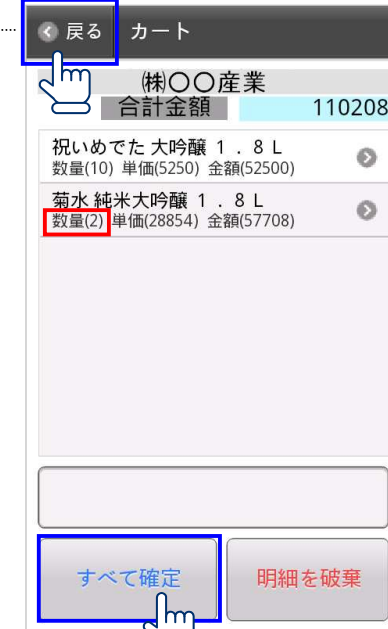 ....
戻る カート
㈱〇〇産業
合計金額 110208
祝いめでた 大吟醸 1．8L
数量(10) 単価(5250) 金額(52500)
菊水 純米大吟醸 1．8L
数量(2) 単価(28854) 金額(57708)
すべて確定 明細を破棄